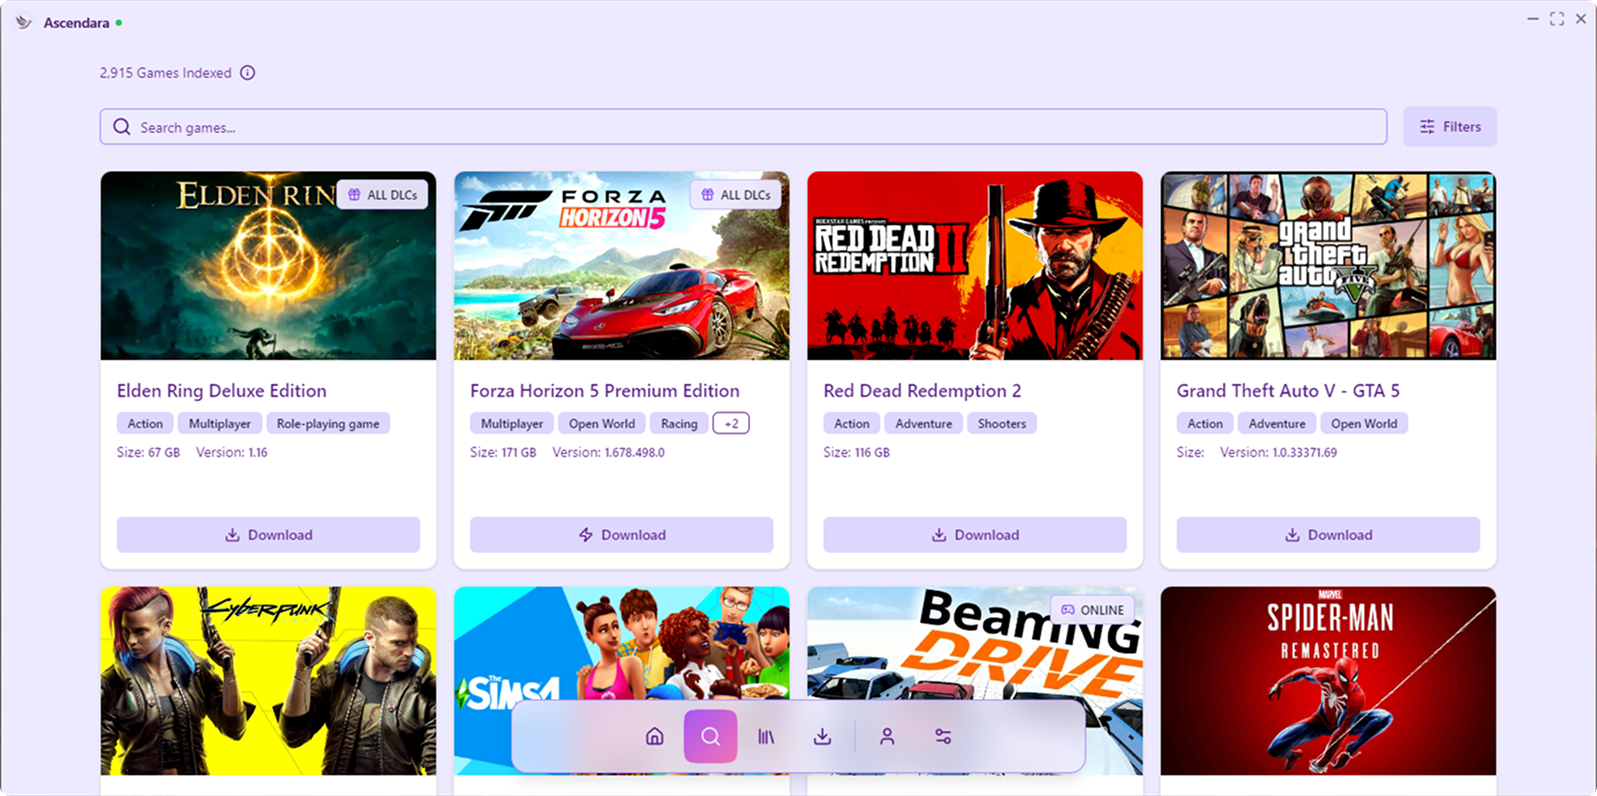 Ascendara
2,915 Games Indexed
Search games...
Filters
ELDEN RIN
ALL DLCs
FORZA
HORIZON 5
ALL DLCs
ROCKSTAR GAMES PRESENTS
RED DEAD
REDEMPTION II
grand
theft
auto V
FIVE
Elden Ring Deluxe Edition
Action Multiplayer Role-playing game
Size: 67 GB Version: 1.16
Download
Forza Horizon 5 Premium Edition
Multiplayer Open World Racing +2
Size: 171 GB Version: 1.678.498.0
Download
Red Dead Redemption 2
Action Adventure Shooters
Size: 116 GB
Download
Grand Theft Auto V - GTA 5
Action Adventure Open World
Size: Version: 1.0.33371.69
Download
Cyberpunk
The
SIMS4
BeamNG
DRIVE
ONLINE
MARVEL
SPIDER-MAN
REMASTERED